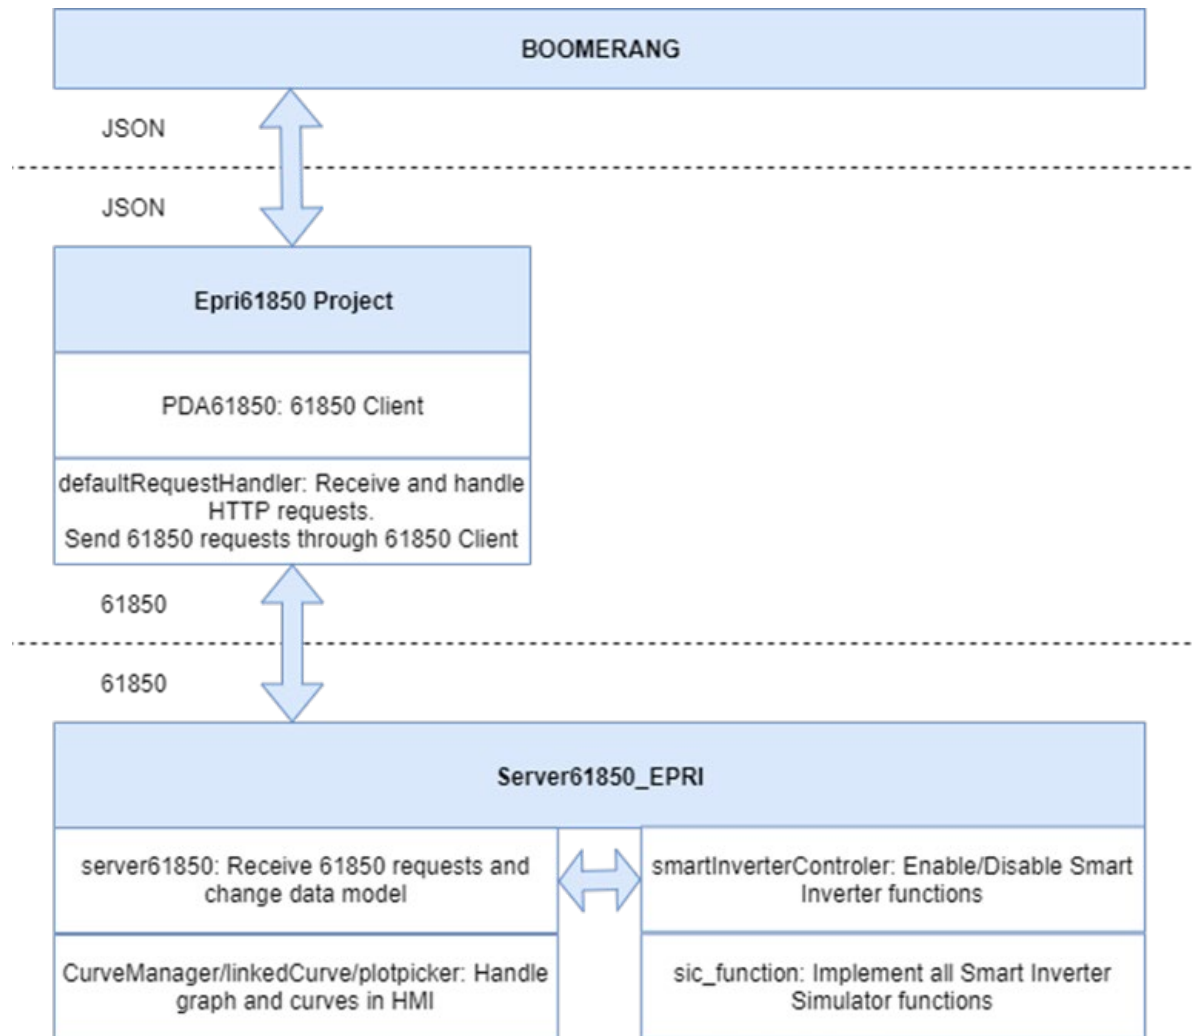 BOOMERANG
JSON
JSON
Epri61850 Project
PDA61850: 61850 Client
defaultRequestHandler: Receive and handle
HTTP requests.
Send 61850 requests through 61850 Client
61850
61850
Server61850_EPRI
server61850: Receive 61850 requests and
change data model
smartInverterControler: Enable/Disable Smart
Inverter functions
CurveManager/linkedCurve/plotpicker: Handle
graph and curves in HMI
sic_function: Implement all Smart Inverter
Simulator functions